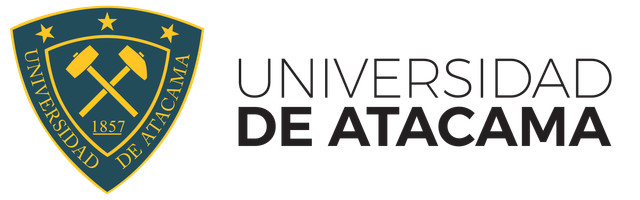 UNIVERSIDAD DE ATACAMA
1857
UNIVERSIDAD
DE ATACAMA